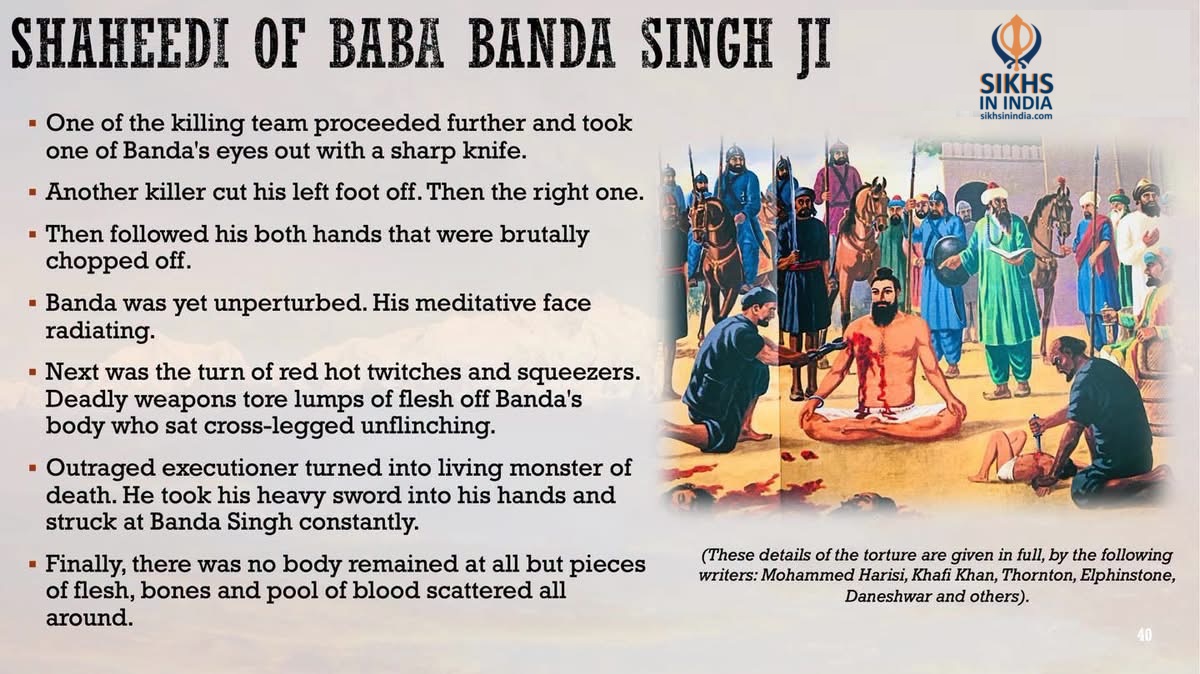 SHAHEEDI OF BABA BANDA SINGH JI
SIKHS
IN INDIA
sikhsinindia.com
▪ One of the killing team proceeded further and took
one of Banda's eyes out with a sharp knife.
▪ Another killer cut his left foot off. Then the right one.
▪ Then followed his both hands that were brutally
chopped off.
▪ Banda was yet unperturbed. His meditative face
radiating.
▪ Next was the turn of red hot twitches and squeezers.
Deadly weapons tore lumps of flesh off Banda's
body who sat cross-legged unflinching.
▪ Outraged executioner turned into living monster of
death. He took his heavy sword into his hands and
struck at Banda Singh constantly.
▪ Finally, there was no body remained at all but pieces
of flesh, bones and pool of blood scattered all
around.
(These details of the torture are given in full, by the following
writers: Mohammed Harisi, Khafi Khan, Thornton, Elphinstone,
Daneshwar and others).
40